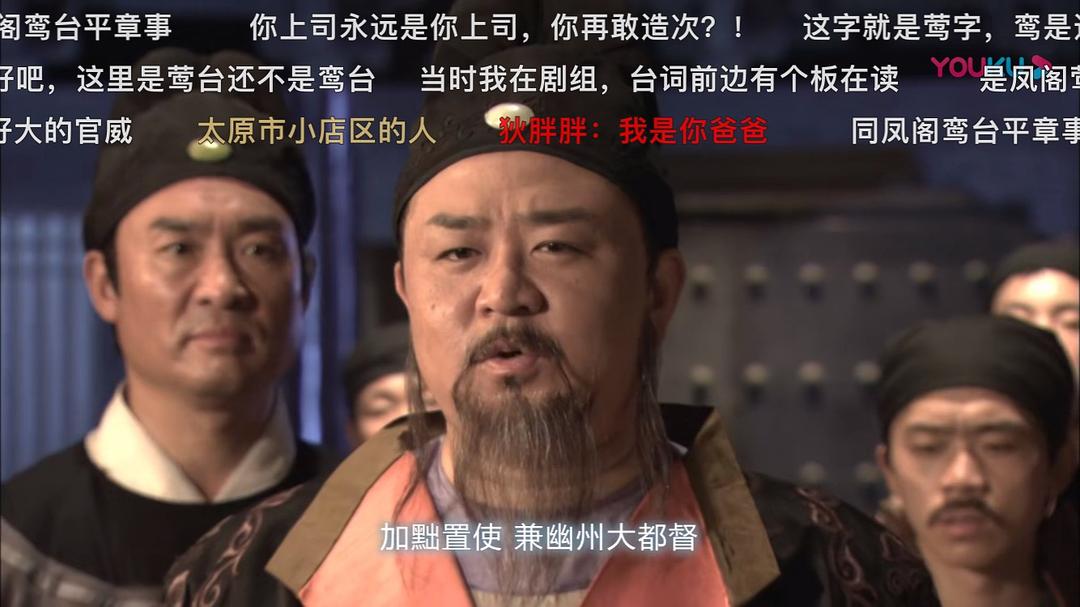 阁鸾台平章事 你上司永远是你上司，你再敢造次？！ 这字就是莺字，鸾是
好吧，这里是莺台还不是鸾台 当时我在剧组，台词前边有个板在读 是凤阁
YOUKU
好大的官威 太原市小店区的人 狄胖胖：我是你爸爸 同凤阁鸾台平章事
加黜置使 兼幽州大都督